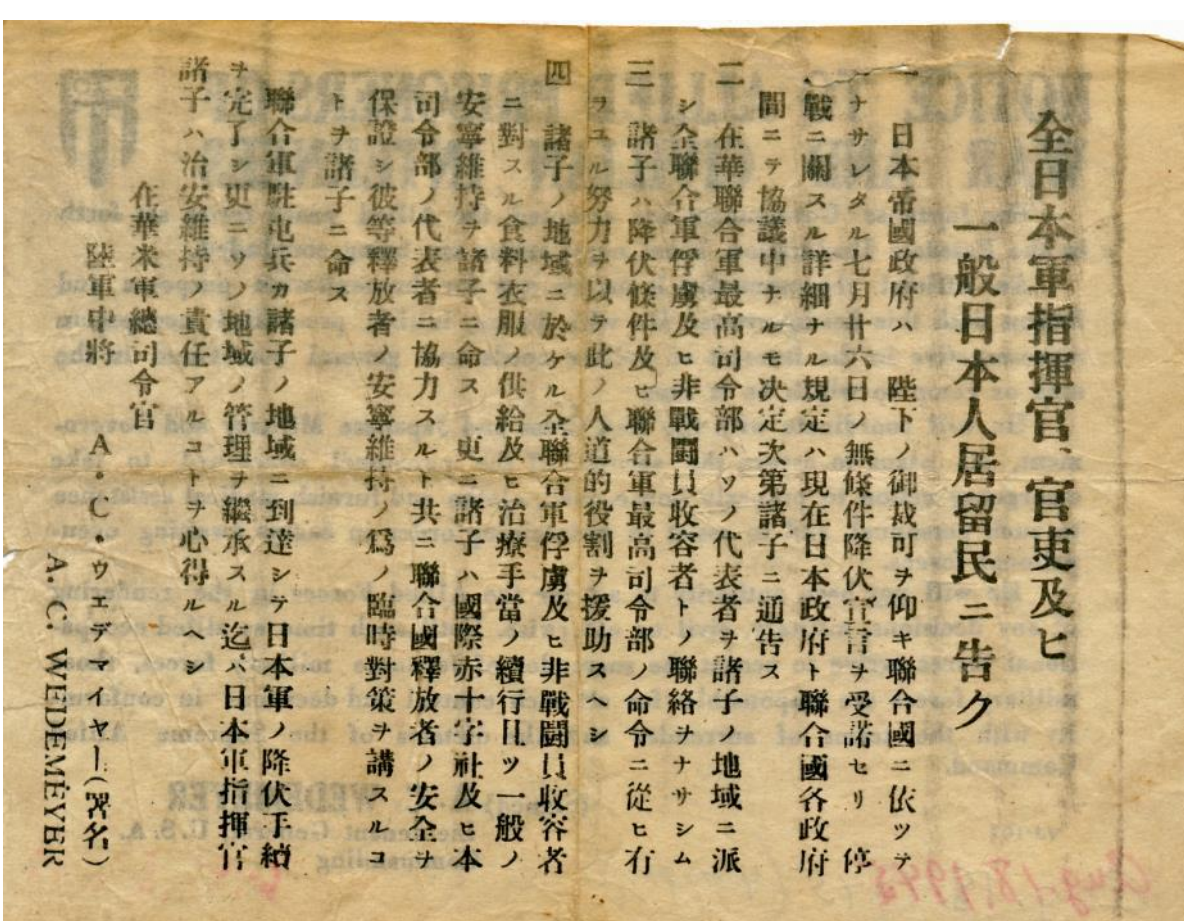 全日本軍指揮官、官吏及ヒ
一般日本人居留民ニ告ク
一 日本帝國政府ハ 陛下ノ御裁可ヲ仰キ聯合國ニ依ツテ
ナサレタル七月廿六日ノ無條件降伏宣言ヲ受諾セリ 停
戰ニ關スル詳細ナル規定ハ現在日本政府ト聯合國各政府
間ニテ協議中ナルモ決定次第諸子ニ通告ス
二 在華聯合軍最高司令部ハソノ代表者ヲ諸子ノ地域ニ派
シ全聯合軍俘虜及ヒ非戰鬪員收容者トノ聯絡ヲナサシム
三 諸子ハ降伏條件及ヒ聯合軍最高司令部ノ命令ニ從ヒ有
ラユル努力ヲ以テ此ノ人道的役割ヲ援助スヘシ
四 諸子ノ地域ニ於ケル全聯合軍俘虜及ヒ非戰鬪員收容者
ニ對スル食料衣服ノ供給及ヒ治療手當ノ續行且ツ一般ノ
安寧維持ヲ諸子ニ命ス 更ニ諸子ハ國際赤十字社及ヒ本
司令部ノ代表者ニ協力スルト共ニ聯合國釋放者ノ安全ヲ
保證シ彼等釋放者ノ安寧維持ノ爲ノ臨時對策ヲ講スルコ
トヲ諸子ニ命ス
聯合軍駐屯兵カ諸子ノ地域ニ到達シテ日本軍ノ降伏手續
ヲ完了シ更ニソノ地域ノ管理ヲ繼承スル迄ハ日本軍指揮官
諸子ハ治安維持ノ責任アルコトヲ心得ルヘシ
在華米軍總司令官
陸軍中將 A・C・ウェデマイヤー(署名)
A. C. WEDEMEYER